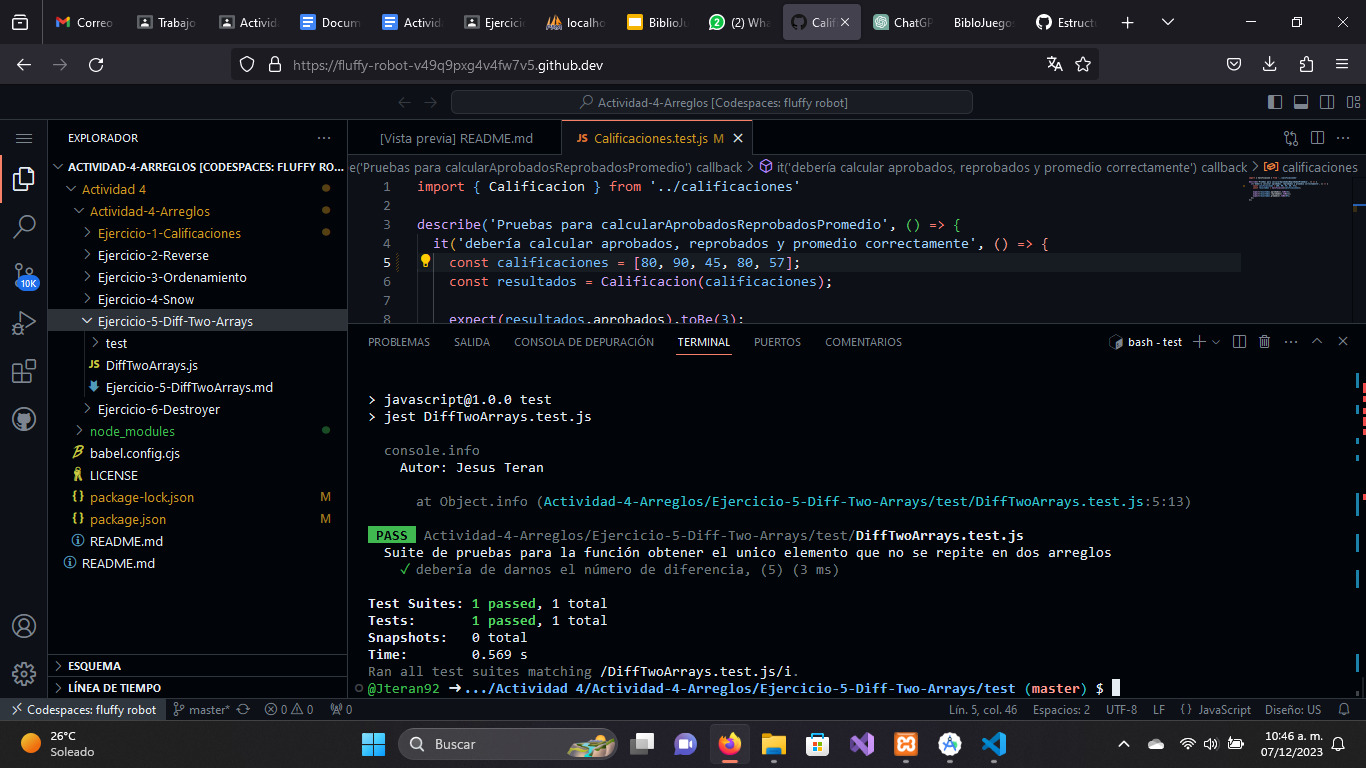 Correo
Trabajo
Activid
Docum
Activid
Ejercici
localho
BiblioJu
(2) Wha
Calif
ChatGP
BibloJuegos
Estructu
https://fluffy-robot-v49q9pxg4v4fw7v5.github.dev
Actividad-4-Arreglos [Codespaces: fluffy robot]
EXPLORADOR
ACTIVIDAD-4-ARREGLOS [CODESPACES: FLUFFY RO...
Actividad 4
Actividad-4-Arreglos
Ejercicio-1-Calificaciones
Ejercicio-2-Reverse
Ejercicio-3-Ordenamiento
Ejercicio-4-Snow
Ejercicio-5-Diff-Two-Arrays
test
JS DiffTwoArrays.js
Ejercicio-5-DiffTwoArrays.md
Ejercicio-6-Destroyer
node_modules
babel.config.cjs
LICENSE
{} package-lock.json M
{} package.json M
README.md
README.md
ESQUEMA
LÍNEA DE TIEMPO
10K
[Vista previa] README.md
JS Calificaciones.test.js M
e('Pruebas para calcularAprobadosReprobadosPromedio') callback > it('debería calcular aprobados, reprobados y promedio correctamente') callback > calificaciones
1 import { Calificacion } from '../calificaciones'
2
3 describe('Pruebas para calcularAprobadosReprobadosPromedio', () => {
4 it('debería calcular aprobados, reprobados y promedio correctamente', () => {
5 const calificaciones = [80, 90, 45, 80, 57];
6 const resultados = Calificacion(calificaciones);
7
8 expect(resultados.aprobados).toBe(3);
PROBLEMAS SALIDA CONSOLA DE DEPURACIÓN TERMINAL PUERTOS COMENTARIOS
bash - test
> javascript@1.0.0 test
> jest DiffTwoArrays.test.js
console.info
Autor: Jesus Teran
at Object.info (Actividad-4-Arreglos/Ejercicio-5-Diff-Two-Arrays/test/DiffTwoArrays.test.js:5:13)
PASS Actividad-4-Arreglos/Ejercicio-5-Diff-Two-Arrays/test/DiffTwoArrays.test.js
Suite de pruebas para la función obtener el unico elemento que no se repite en dos arreglos
✓ debería de darnos el número de diferencia, (5) (3 ms)
Test Suites: 1 passed, 1 total
Tests: 1 passed, 1 total
Snapshots: 0 total
Time: 0.569 s
Ran all test suites matching /DiffTwoArrays.test.js/i.
@Jteran92 ➜.../Actividad 4/Actividad-4-Arreglos/Ejercicio-5-Diff-Two-Arrays/test (master) $
Codespaces: fluffy robot
master*
0 0
0
Lín. 5, col. 46
Espacios: 2
UTF-8
LF
{} JavaScript
Diseño: US
26°C
Soleado
Buscar
10:46 a. m.
07/12/2023